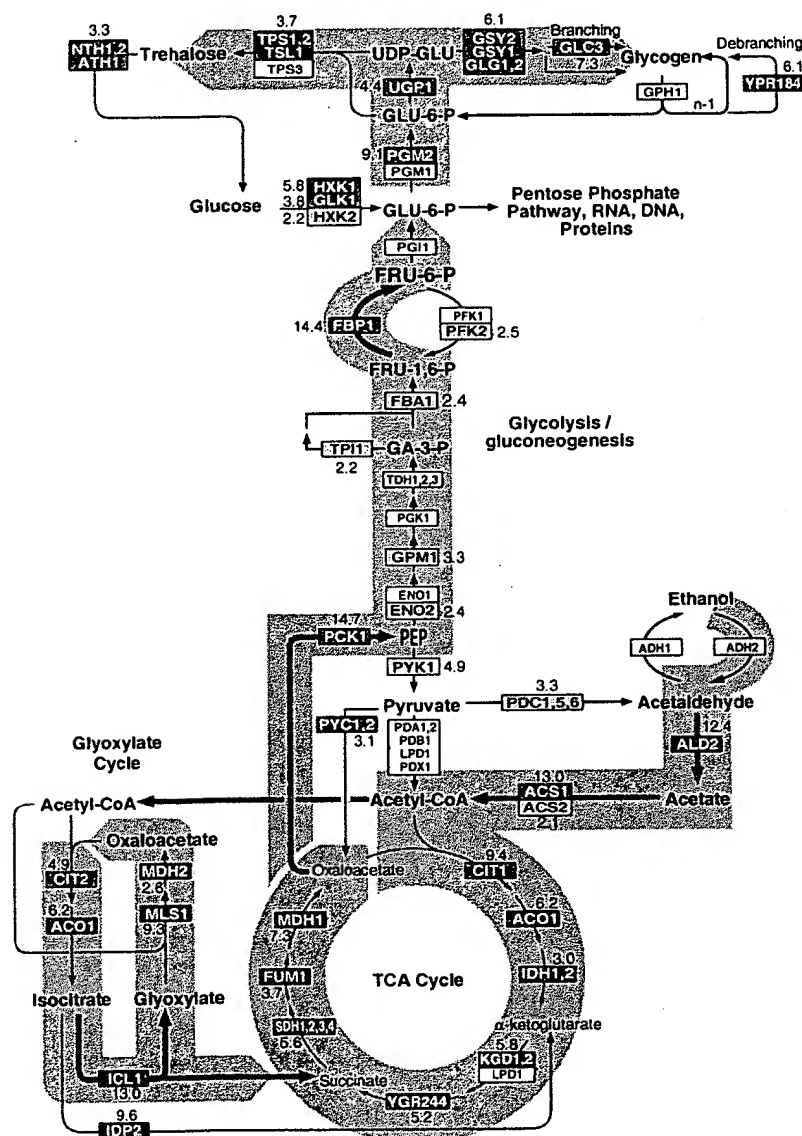 3.7
6.1
Branching
3.3
NTH1,2
ATH1
Trehalose
TPS1,2
TSL1
TPS3
UDP-GLU
GSY2
GSY1
GLG1,2
GLC3
7.3
Glycogen
Debranching
6.1
YPR184
4.4 UGP1
GPH1
n-1
GLU-6-P
9.1 PGM2
PGM1
Glucose
5.8 HXK1
3.8 GLK1
2.2 HXK2
GLU-6-P
Pentose Phosphate
Pathway, RNA, DNA,
Proteins
PGI1
FRU-6-P
14.4 FBP1
PFK1
PFK2 2.5
FRU-1,6-P
FBA1 2.4
Glycolysis /
gluconeogenesis
TPI1
2.2
GA-3-P
TDH1,2,3
PGK1
GPM1 3.3
ENO1
ENO2 2.4
Ethanol
14.7
PCK1
PEP
ADH1
ADH2
PYK1 4.9
Pyruvate
3.3
PDC1,5,6
Acetaldehyde
PYC1,2
3.1
PDA1,2
PDB1
LPD1
PDX1
12.4
ALD2
Glyoxylate
Cycle
Acetyl-CoA
Acetyl-CoA
13.0
ACS1
ACS2
2.1
Acetate
Oxaloacetate
4.9
CIT2
MDH2
2.6
Oxaloacetate
9.4
CIT1
6.2
ACO1
MLS1
9.3
MDH1
7.3
6.2
ACO1
Isocitrate
Glyoxylate
FUM1
3.7
TCA Cycle
3.0
IDH1,2
α-ketoglutarate
SDH1,2,3,4
5.6
5.8
KGD1,2
LPD1
ICL1
13.0
Succinate
YGR244
5.2
9.6
IDP2